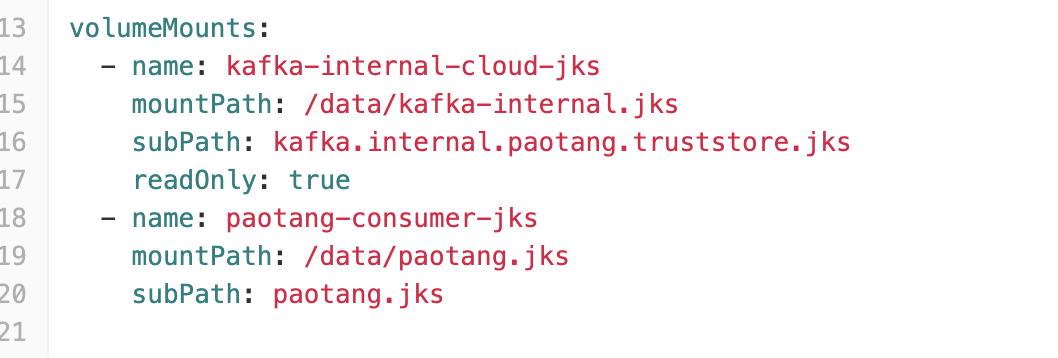 13 volumeMounts:
14 - name: kafka-internal-cloud-jks
15 mountPath: /data/kafka-internal.jks
16 subPath: kafka.internal.paotang.truststore.jks
17 readOnly: true
18 - name: paotang-consumer-jks
19 mountPath: /data/paotang.jks
20 subPath: paotang.jks
21